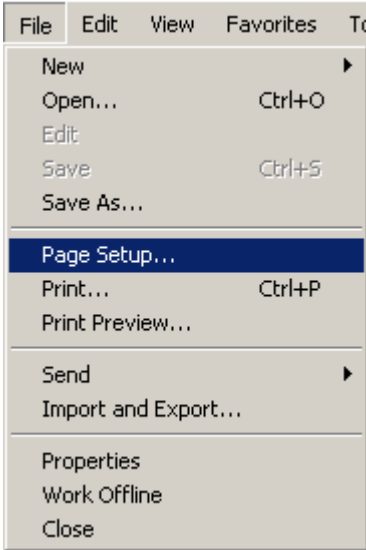 File Edit View Favorites
New
Open... Ctrl+O
Edit
Save Ctrl+S
Save As...
Page Setup...
Print... Ctrl+P
Print Preview...
Send
Import and Export...
Properties
Work Offline
Close